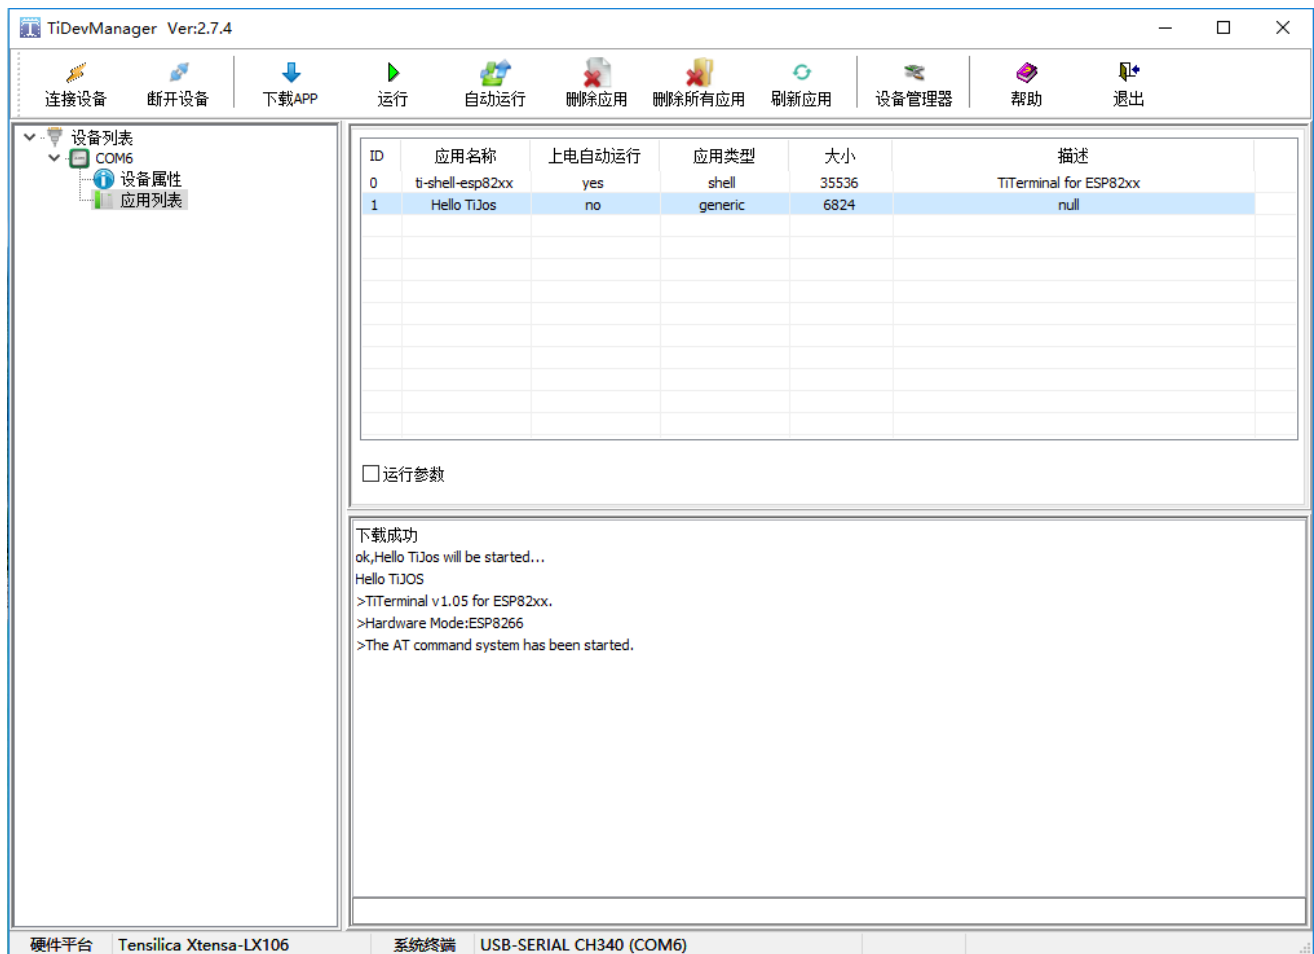 TiDevManager Ver:2.7.4
连接设备 断开设备 下载APP 运行 自动运行 删除应用 删除所有应用 刷新应用 设备管理器 帮助 退出
设备列表
COM6
设备属性
应用列表
ID 应用名称 上电自动运行 应用类型 大小 描述
0 ti-shell-esp82xx yes shell 35536 TiTerminal for ESP82xx
1 Hello TiJos no generic 6824 null
运行参数
下载成功
ok,Hello TiJos will be started...
Hello TiJOS
>TiTerminal v1.05 for ESP82xx.
>Hardware Mode:ESP8266
>The AT command system has been started.
硬件平台 Tensilica Xtensa-LX106 系统终端 USB-SERIAL CH340 (COM6)